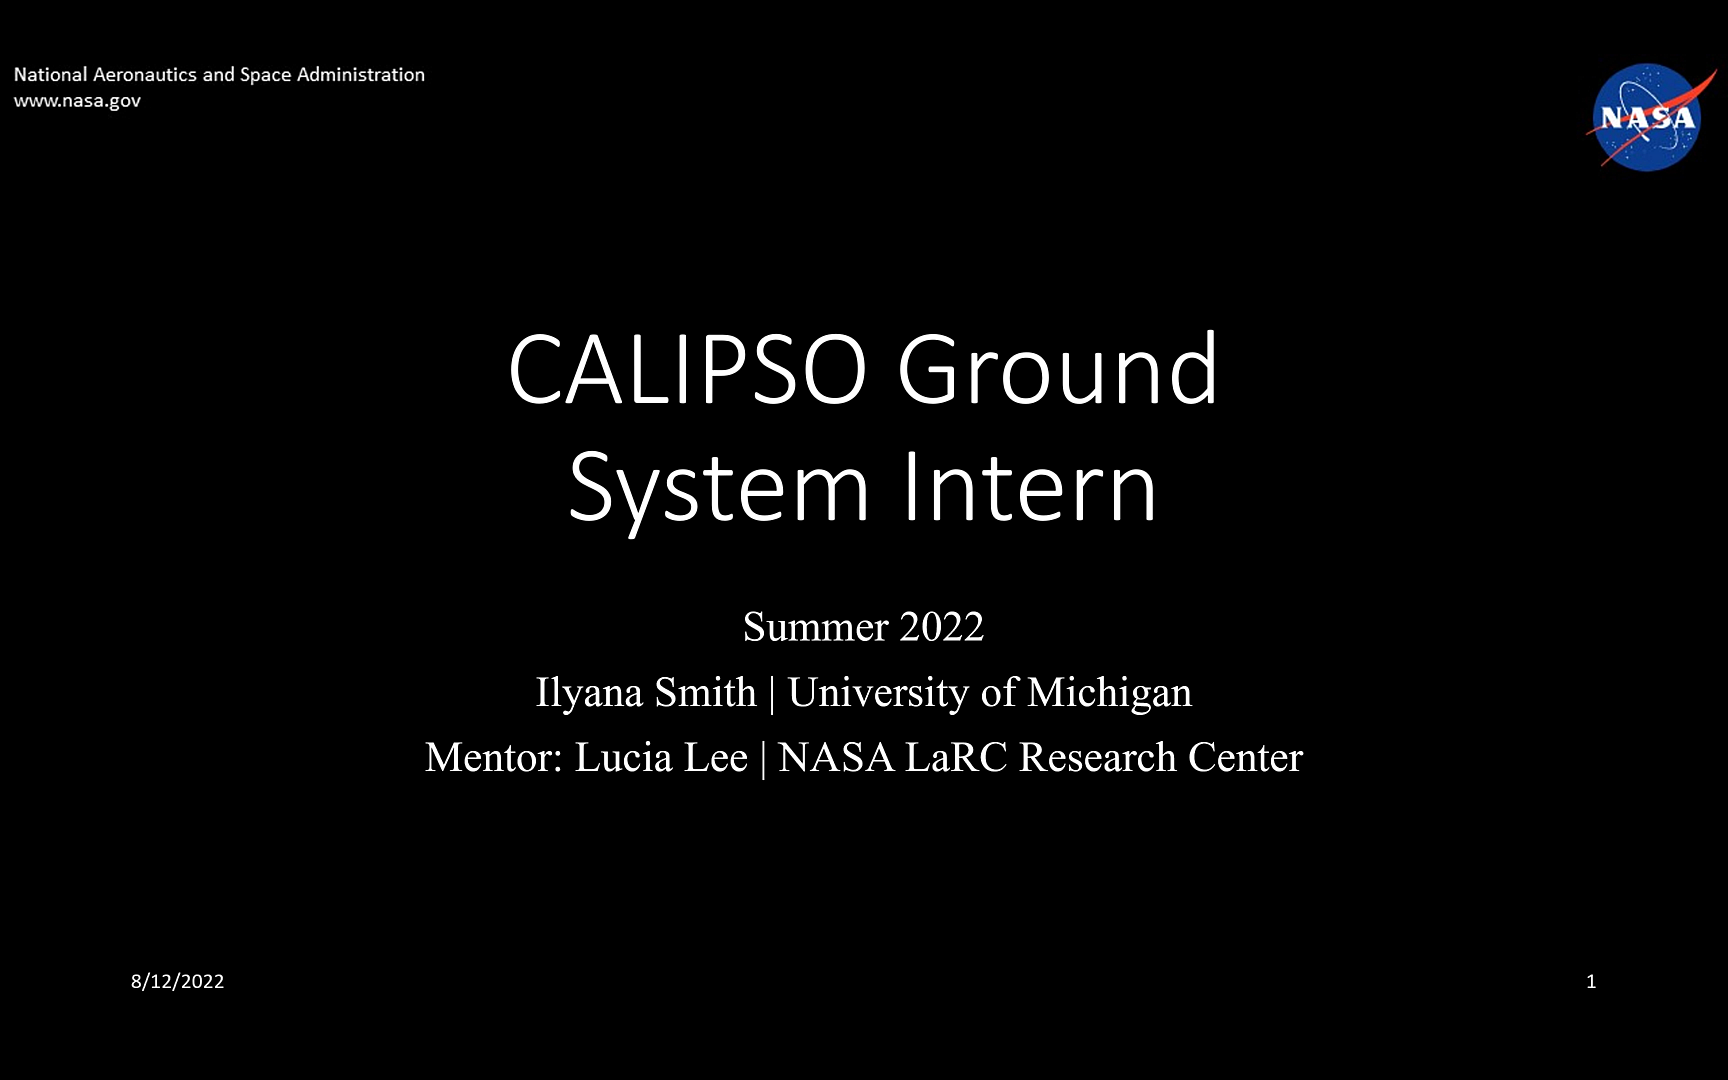 National Aeronautics and Space Administration
www.nasa.gov
NASA
CALIPSO Ground
System Intern
Summer 2022
Ilyana Smith | University of Michigan
Mentor: Lucia Lee | NASA LaRC Research Center
8/12/2022
1